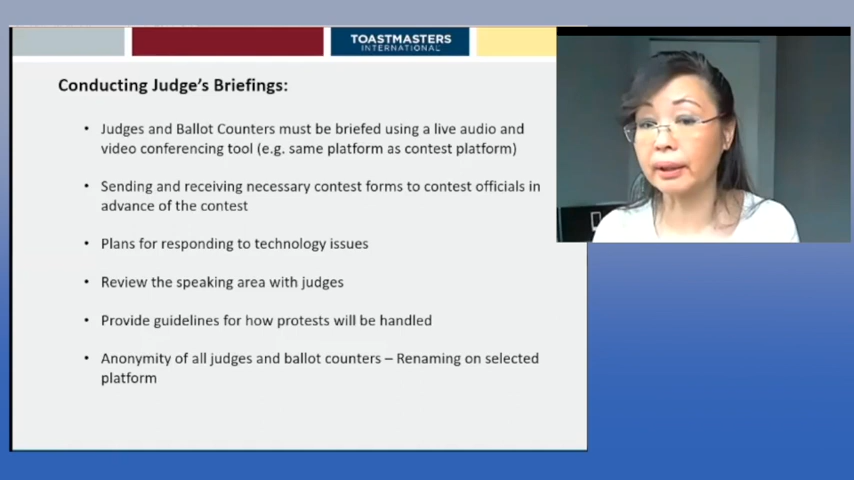 TOASTMASTERS
INTERNATIONAL
Conducting Judge's Briefings:
• Judges and Ballot Counters must be briefed using a live audio and
video conferencing tool (e.g. same platform as contest platform)
• Sending and receiving necessary contest forms to contest officials in
advance of the contest
• Plans for responding to technology issues
• Review the speaking area with judges
• Provide guidelines for how protests will be handled
• Anonymity of all judges and ballot counters – Renaming on selected
platform